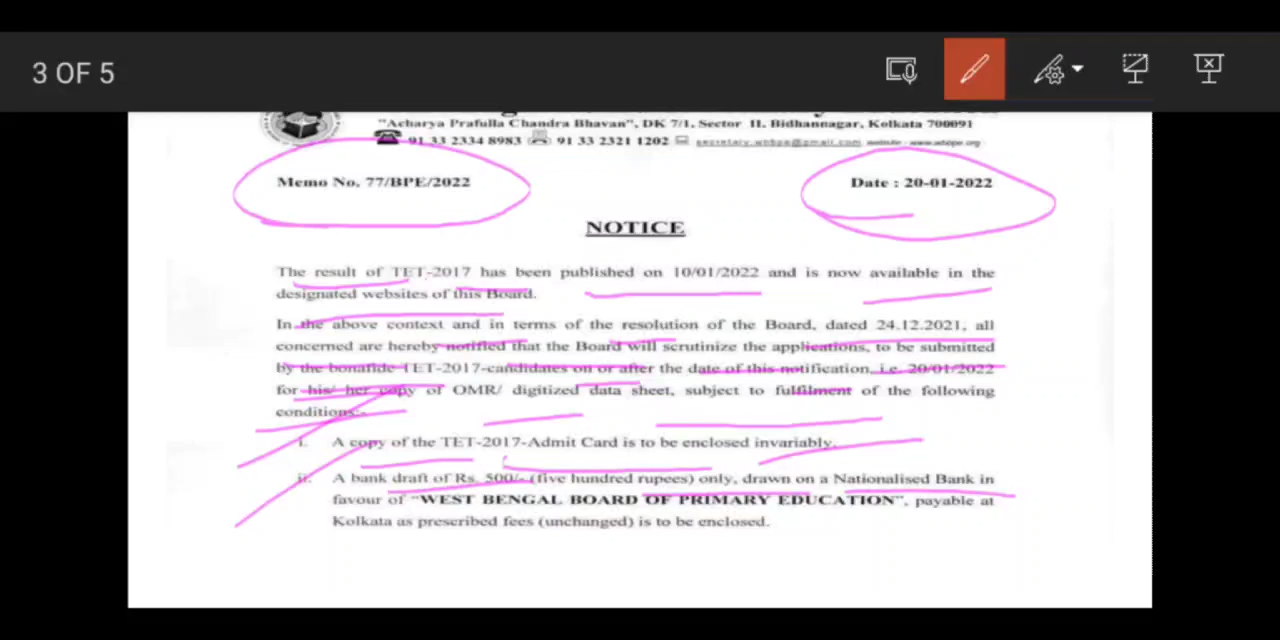 3 OF 5
"Acharya Prafulla Chandra Bhavan", DK 7/1, Sector II, Bidhannagar, Kolkata 700091
91 33 2334 8983 91 33 2321 1202 secretary.wbbpe@gmail.com website - www.wbbpe.org
Memo No. 77/BPE/2022 Date : 20-01-2022
NOTICE
The result of TET-2017 has been published on 10/01/2022 and is now available in the
designated websites of this Board.
In the above context and in terms of the resolution of the Board, dated 24.12.2021, all
concerned are hereby notified that the Board will scrutinize the applications, to be submitted
by the bonafide TET-2017-candidates on or after the date of this notification, i.e. 20/01/2022
for his/ her copy of OMR/ digitized data sheet, subject to fulfilment of the following
conditions:-
i. A copy of the TET-2017-Admit Card is to be enclosed invariably.
ii. A bank draft of Rs. 500/- (five hundred rupees) only, drawn on a Nationalised Bank in
favour of "WEST BENGAL BOARD OF PRIMARY EDUCATION", payable at
Kolkata as prescribed fees (unchanged) is to be enclosed.